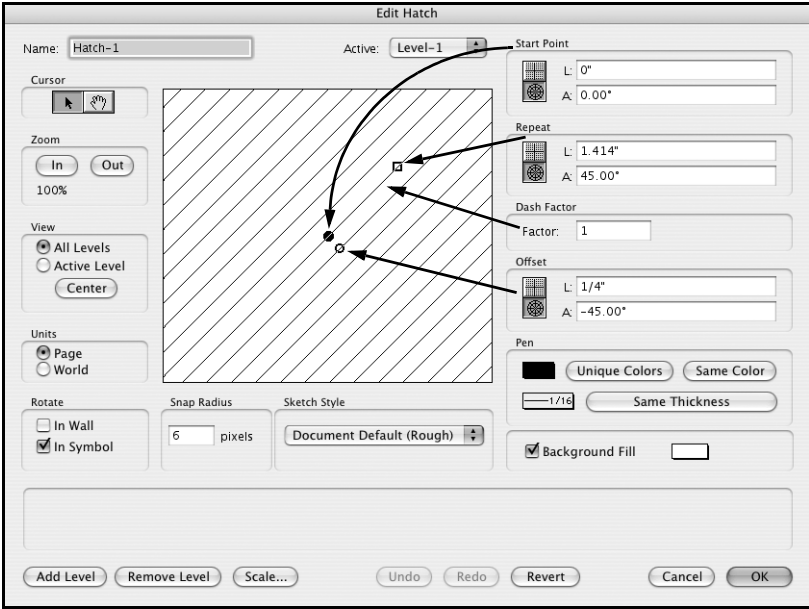 Edit Hatch
Name: Hatch-1
Active: Level-1
Cursor
Zoom
In Out
100%
View
All Levels
Active Level
Center
Units
Page
World
Rotate
In Wall
In Symbol
Snap Radius
6 pixels
Sketch Style
Document Default (Rough)
Start Point
L: 0"
A: 0.00°
Repeat
L: 1.414"
A: 45.00°
Dash Factor
Factor: 1
Offset
L: 1/4"
A: -45.00°
Pen
Unique Colors Same Color
1/16 Same Thickness
Background Fill
Add Level Remove Level Scale... Undo Redo Revert Cancel OK